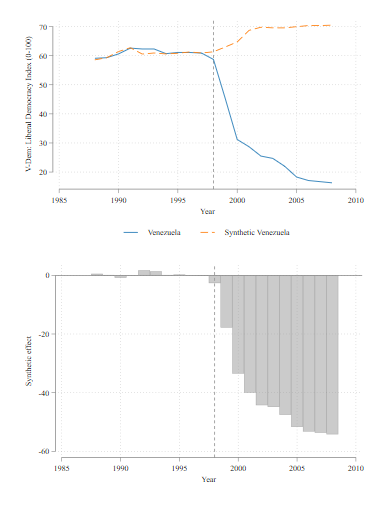 V-Dem: Liberal Democracy Index (0-100)
70
60
50
40
30
20
1985 1990 1995 2000 2005 2010
Year
Venezuela Synthetic Venezuela
Synthetic effect
0
-20
-40
-60
1985 1990 1995 2000 2005 2010
Year